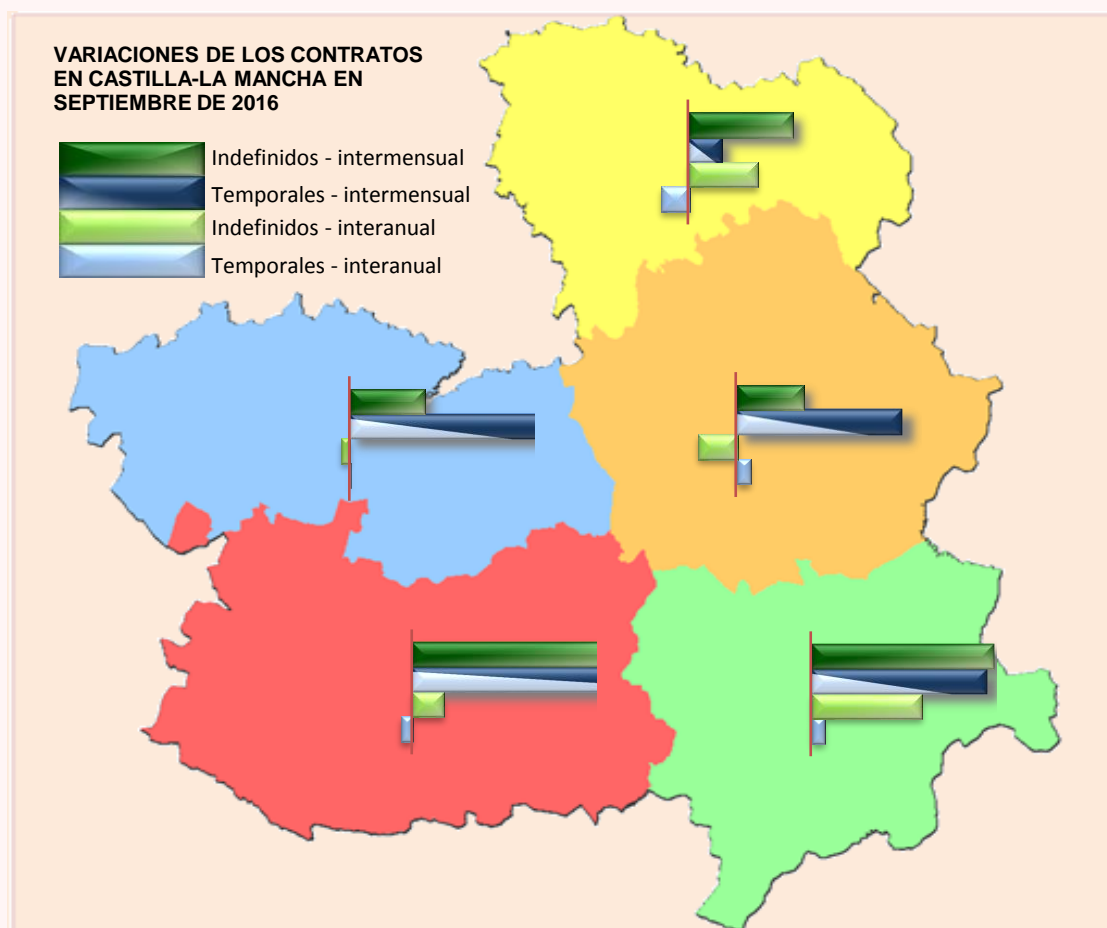 VARIACIONES DE LOS CONTRATOS
EN CASTILLA-LA MANCHA EN
SEPTIEMBRE DE 2016
Indefinidos - intermensual
Temporales - intermensual
Indefinidos - interanual
Temporales - interanual